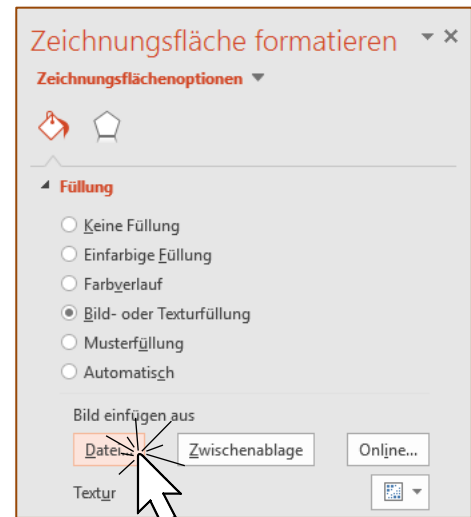 Zeichnungsfläche formatieren
Zeichnungsflächenoptionen
Füllung
Keine Füllung
Einfarbige Füllung
Farbverlauf
Bild- oder Texturfüllung
Musterfüllung
Automatisch
Bild einfügen aus
Zwischenablage Online...
Textur